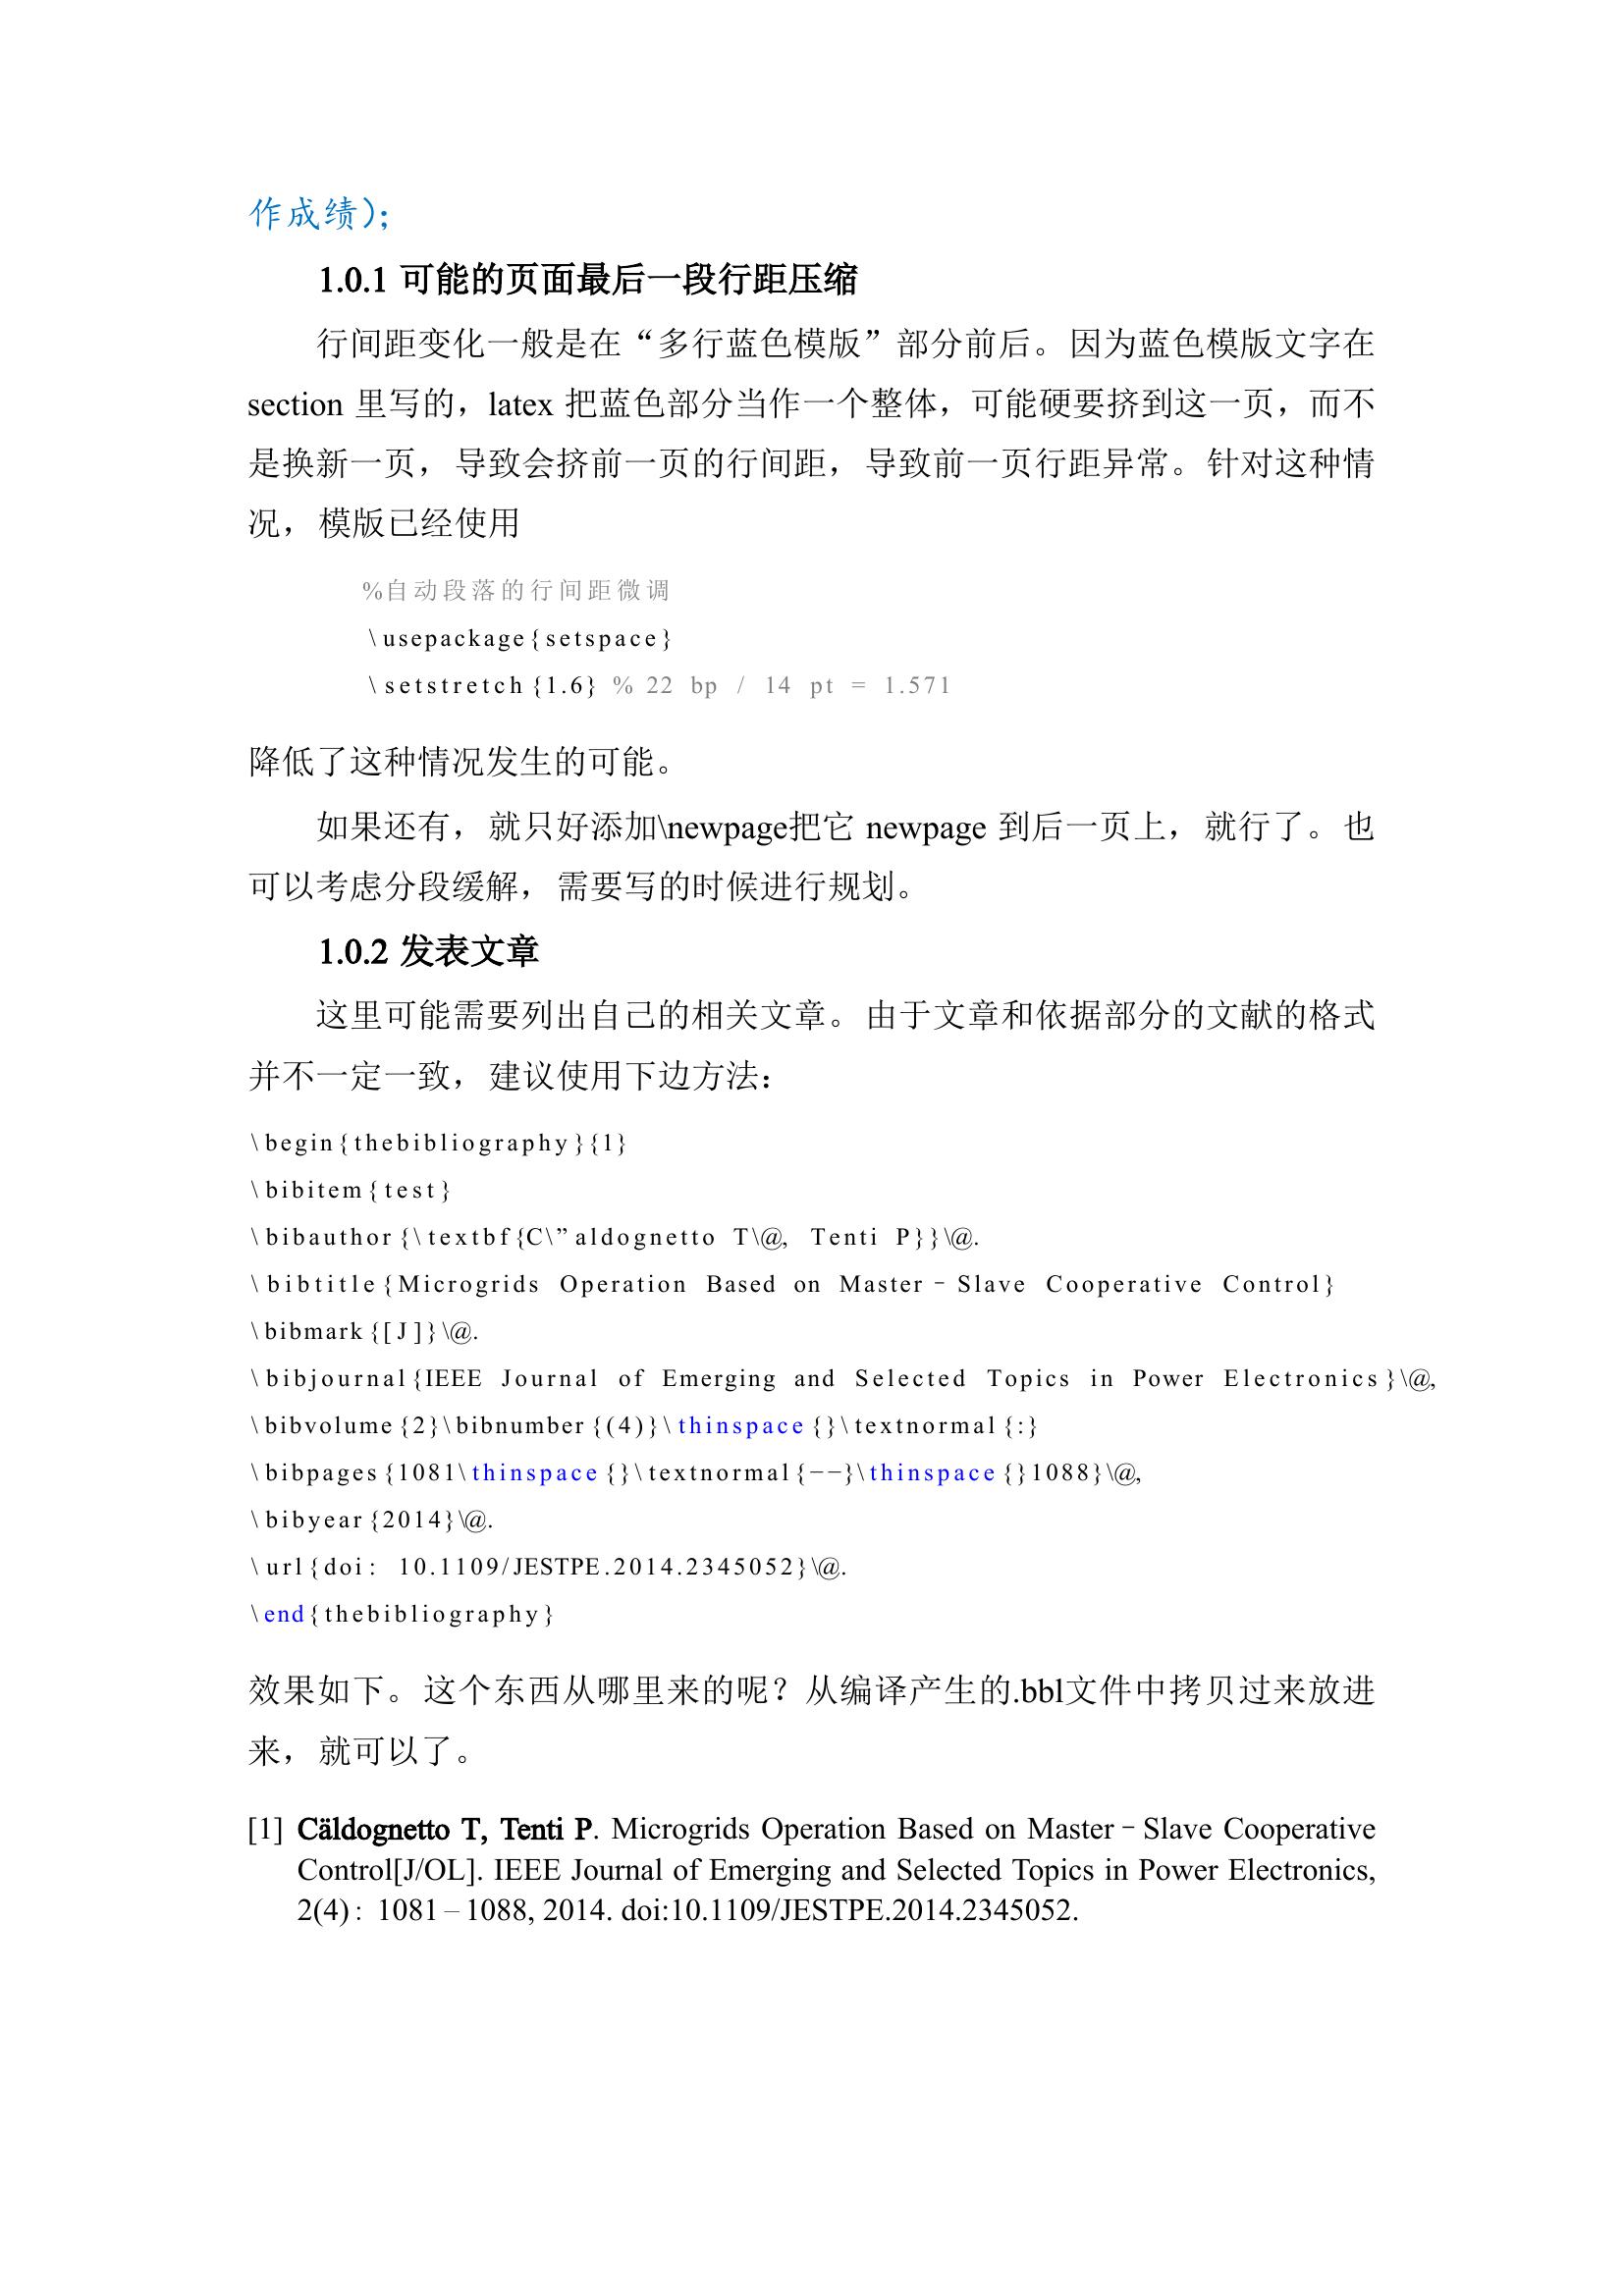 作成绩）；
1.0.1 可能的页面最后一段行距压缩
行间距变化一般是在“多行蓝色模版”部分前后。因为蓝色模版文字在
section 里写的，latex 把蓝色部分当作一个整体，可能硬要挤到这一页，而不
是换新一页，导致会挤前一页的行间距，导致前一页行距异常。针对这种情
况，模版已经使用
%自动段落的行间距微调
\usepackage{setspace}
\setstretch{1.6} % 22 bp / 14 pt = 1.571
降低了这种情况发生的可能。
如果还有，就只好添加\newpage把它 newpage 到后一页上，就行了。也
可以考虑分段缓解，需要写的时候进行规划。
1.0.2 发表文章
这里可能需要列出自己的相关文章。由于文章和依据部分的文献的格式
并不一定一致，建议使用下边方法：
\begin{thebibliography}{1}
\bibitem{test}
\bibauthor{\textbf{C\”aldognetto T\@, Tenti P}}\@.
\bibtitle{Microgrids Operation Based on Master–Slave Cooperative Control}
\bibmark{[J]}\@.
\bibjournal{IEEE Journal of Emerging and Selected Topics in Power Electronics}\@,
\bibvolume{2}\bibnumber{(4)}\thinspace{}\textnormal{:}
\bibpages{1081\thinspace{}\textnormal{−−}\thinspace{}1088}\@,
\bibyear{2014}\@.
\url{doi: 10.1109/JESTPE.2014.2345052}\@.
\end{thebibliography}
效果如下。这个东西从哪里来的呢？从编译产生的.bbl文件中拷贝过来放进
来，就可以了。
[1] Cäldognetto T, Tenti P. Microgrids Operation Based on Master–Slave Cooperative
Control[J/OL]. IEEE Journal of Emerging and Selected Topics in Power Electronics,
2(4) : 1081 – 1088, 2014. doi:10.1109/JESTPE.2014.2345052.